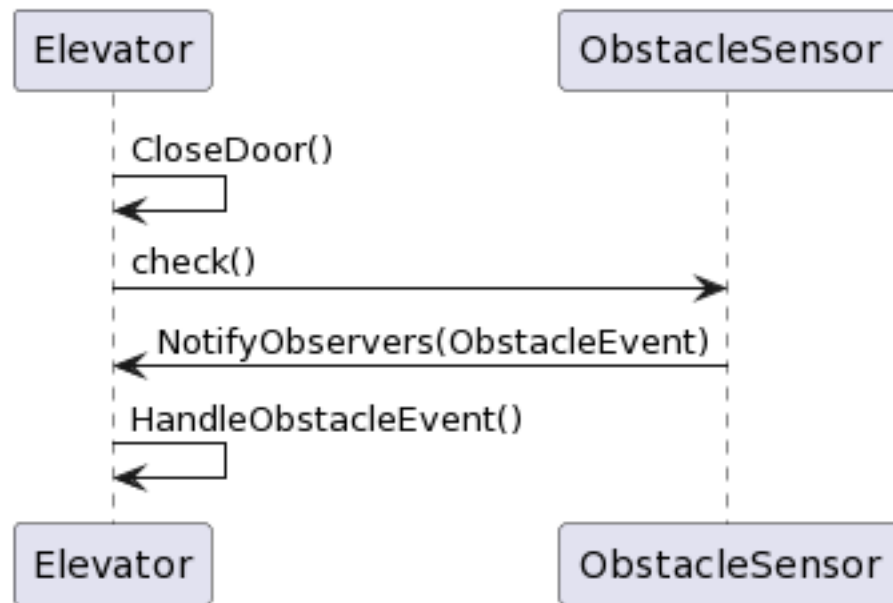 Elevator
ObstacleSensor
CloseDoor()
check()
NotifyObservers(ObstacleEvent)
HandleObstacleEvent()
Elevator
ObstacleSensor